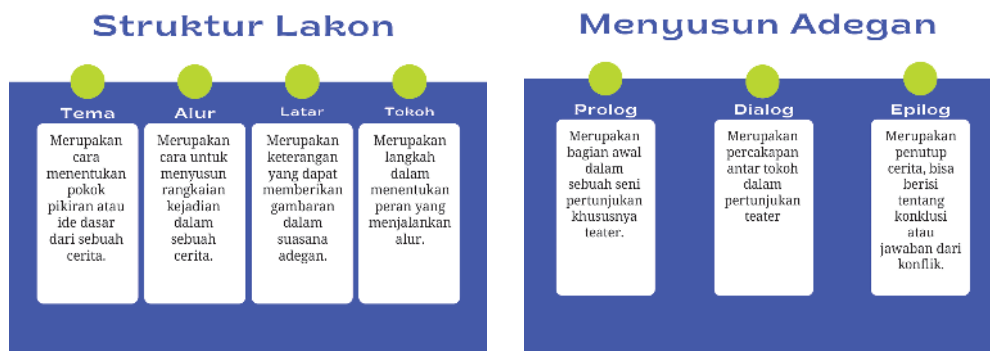 Struktur Lakon
Tema
Merupakan
cara
menentukan
pokok
pikiran atau
ide dasar
dari sebuah
cerita.
Alur
Merupakan
cara untuk
menyusun
rangkaian
kejadian
dalam
sebuah
cerita.
Latar
Merupakan
keterangan
yang dapat
memberikan
gambaran
dalam
suasana
adegan.
Tokoh
Merupakan
langkah
dalam
menentukan
peran yang
menjalankan
alur.
Menyusun Adegan
Prolog
Merupakan
bagian awal
dalam
sebuah seni
pertunjukan
khususnya
teater.
Dialog
Merupakan
percakapan
antar tokoh
dalam
pertunjukan
teater
Epilog
Merupakan
penutup
cerita, bisa
berisi
tentang
konklusi
atau
jawaban dari
konflik.